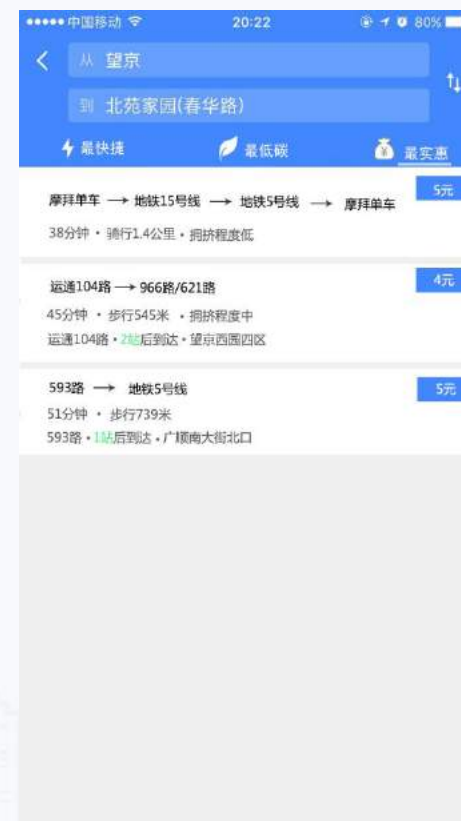 中国移动 20:22 80%
从 望京
到 北苑家园(春华路)
最快捷 最低碳 最实惠
5元
摩拜单车 → 地铁15号线 → 地铁5号线 → 摩拜单车
38分钟 · 骑行1.4公里 · 拥挤程度低
4元
运通104路 → 966路/621路
45分钟 · 步行545米 · 拥挤程度中
运通104路 · 2站后到达 · 望京西园四区
593路 → 地铁5号线 5元
51分钟 · 步行739米
593路 · 1站后到达 · 广顺南大街北口